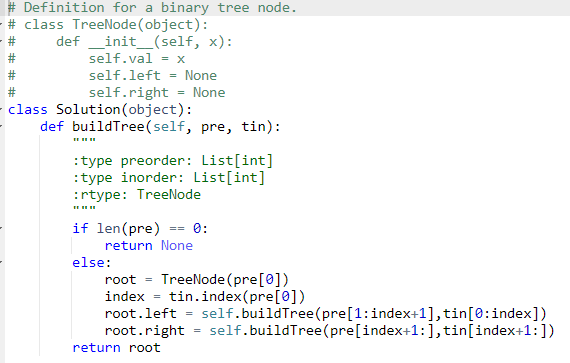 # Definition for a binary tree node.
# class TreeNode(object):
#     def __init__(self, x):
#         self.val = x
#         self.left = None
#         self.right = None
class Solution(object):
    def buildTree(self, pre, tin):
        """
        :type preorder: List[int]
        :type inorder: List[int]
        :rtype: TreeNode
        """
        if len(pre) == 0:
            return None
        else:
            root = TreeNode(pre[0])
            index = tin.index(pre[0])
            root.left = self.buildTree(pre[1:index+1],tin[0:index])
            root.right = self.buildTree(pre[index+1:],tin[index+1:])
        return root